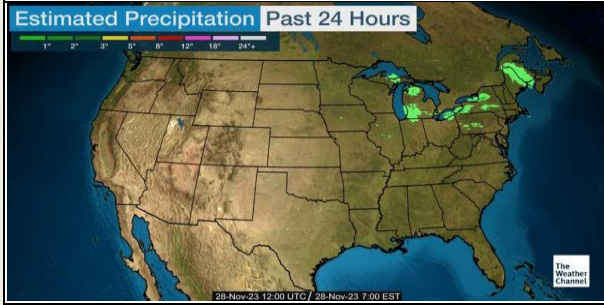 Estimated Precipitation Past 24 Hours
1" 2" 3" 5" 8" 12" 18" 24"+
The
Weather
Channel
28-Nov-23 12:00 UTC / 28-Nov-23 7:00 EST